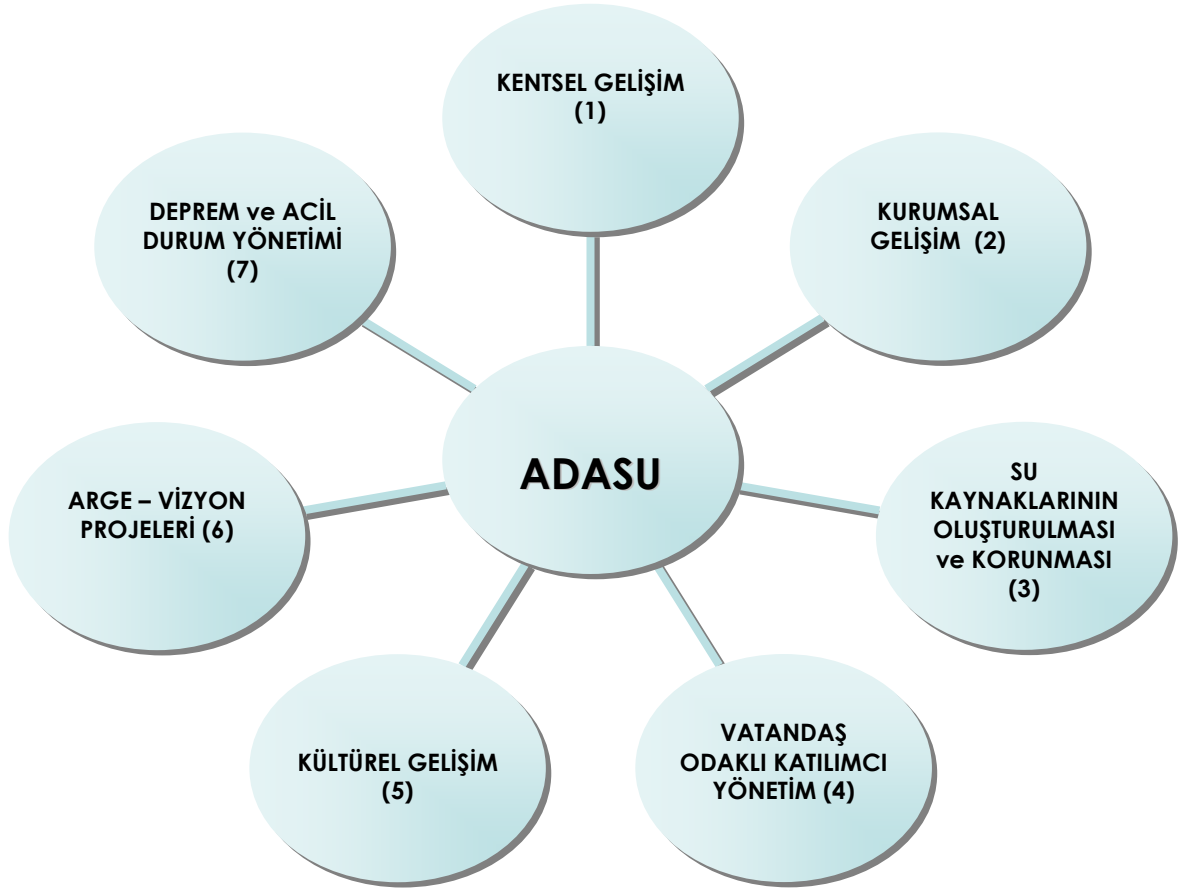 KENTSEL GELİŞİM
(1)
KURUMSAL
GELİŞİM (2)
SU
KAYNAKLARININ
OLUŞTURULMASI
ve KORUNMASI
(3)
VATANDAŞ
ODAKLI KATILIMCI
YÖNETİM (4)
KÜLTÜREL GELİŞİM
(5)
ARGE – VİZYON
PROJELERİ (6)
DEPREM ve ACİL
DURUM YÖNETİMİ
(7)
ADASU